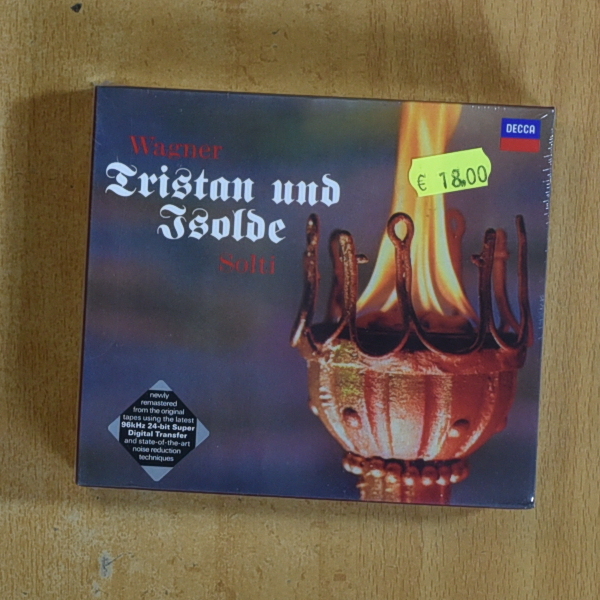 DECCA
Wagner
Tristan und
Isolde
Solti
€ 18.00
newly
remastered
from the original
tapes using the latest
96kHz 24-bit Super
Digital Transfer
and state-of-the-art
noise reduction
techniques